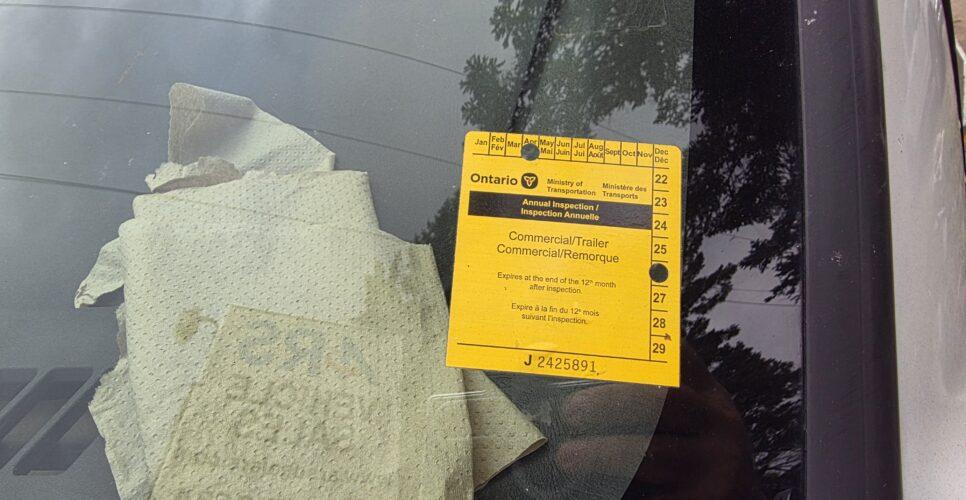 Jan Feb Mar Apr May Jun Jul Aug Sept Oct Nov Dec
Fév Mai Juin Jui Août Déc
22
Ontario Ministry of Transportation Ministère des Transports
23
Annual Inspection /
Inspection Annuelle
24
Commercial/Trailer
Commercial/Remorque
25
Expires at the end of the 12th month
after inspection.
27
Expire à la fin du 12e mois
suivant l'inspection.
28
29
J 2425891